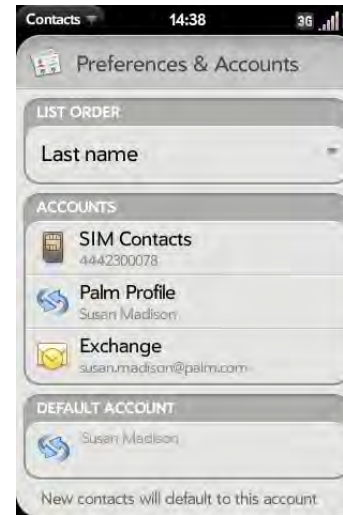 Contacts 14:38 3G
Preferences & Accounts
LIST ORDER
Last name
ACCOUNTS
SIM Contacts
4442300078
Palm Profile
Susan Madison
Exchange
susan.madison@palm.com
DEFAULT ACCOUNT
Susan Madison
New contacts will default to this account